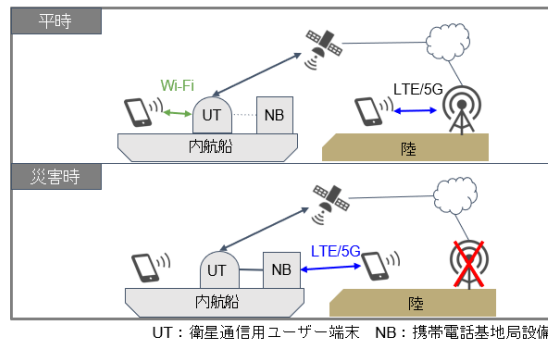 平時
Wi-Fi
LTE/5G
UT
NB
内航船
陸
災害時
LTE/5G
UT
NB
内航船
陸
UT：衛星通信用ユーザー端末　NB：携帯電話基地局設備